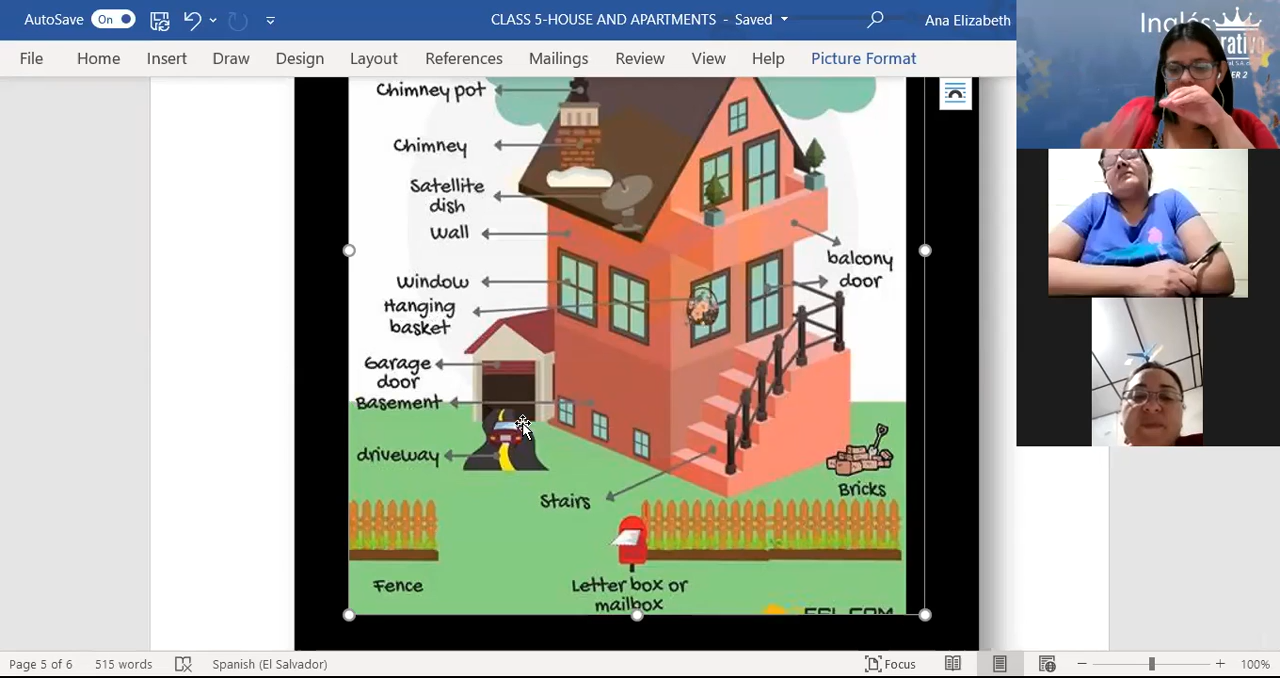 AutoSave On CLASS 5-HOUSE AND APARTMENTS - Saved Ana Elizabeth
File Home Insert Draw Design Layout References Mailings Review View Help Picture Format
Inglés
Chimney pot
Chimney
Satellite
dish
Wall
Window
Hanging
basket
Garage
door
Basement
driveway
balcony
door
Stairs
Bricks
Fence
Letter box or
mailbox
Page 5 of 6 515 words Spanish (El Salvador) Focus 100%